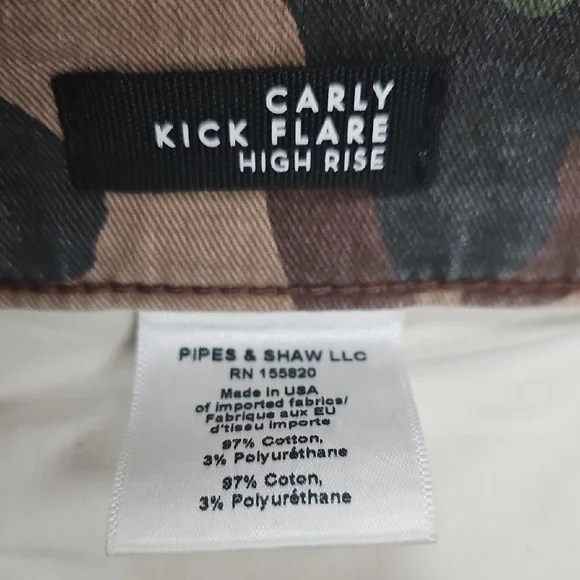 CARLY
KICK FLARE
HIGH RISE
PIPES & SHAW LLC
RN 155820
Made in USA
of imported fabrics/
Fabrique aux EU
d'tissu importe
97% Cotton,
3% Polyuréthane
97% Coton,
3% Polyuréthane